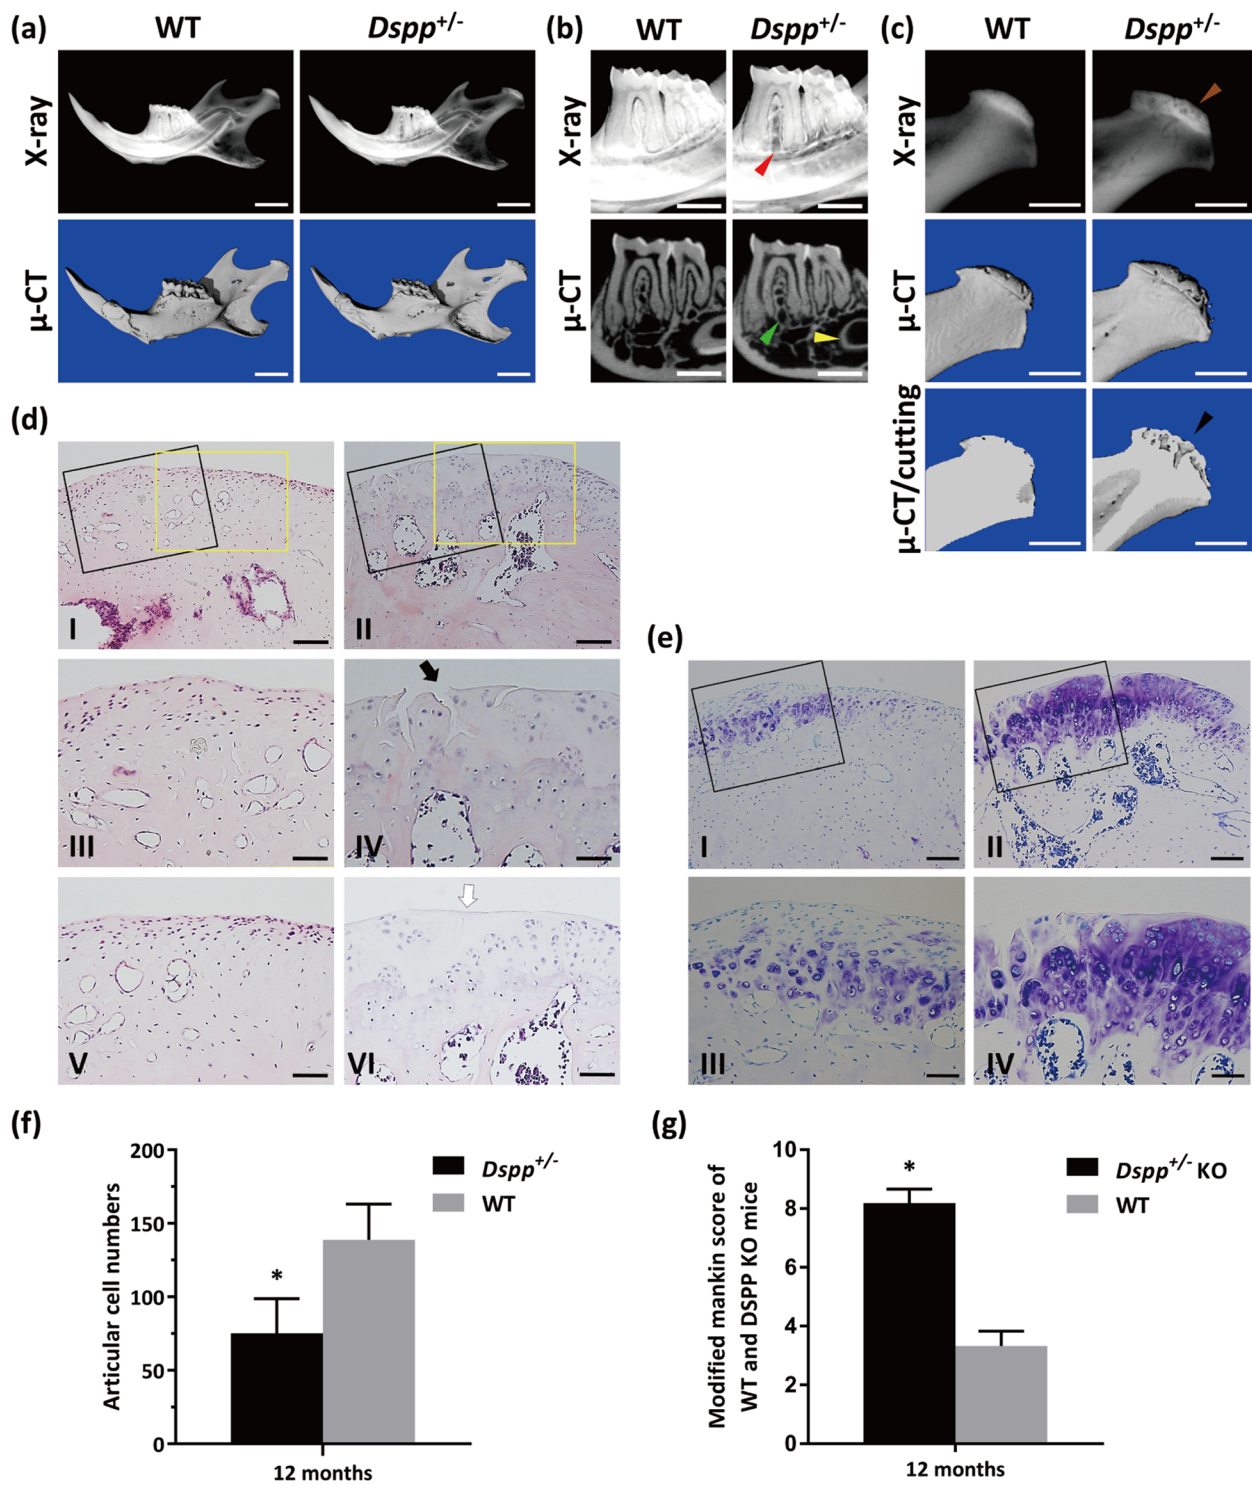 (a) WT Dspp+/-
X-ray
μ-CT
(b) WT Dspp+/-
X-ray
μ-CT
(c) WT Dspp+/-
X-ray
μ-CT
μ-CT/cutting
(d)
I II
III IV
V VI
(e)
I II
III IV
(f)
Articular cell numbers
200
150
100
50
0
*
Dspp+/-
WT
12 months
(g)
Modified mankin score of
WT and DSPP KO mice
10
8
6
4
2
0
*
Dspp+/- KO
WT
12 months